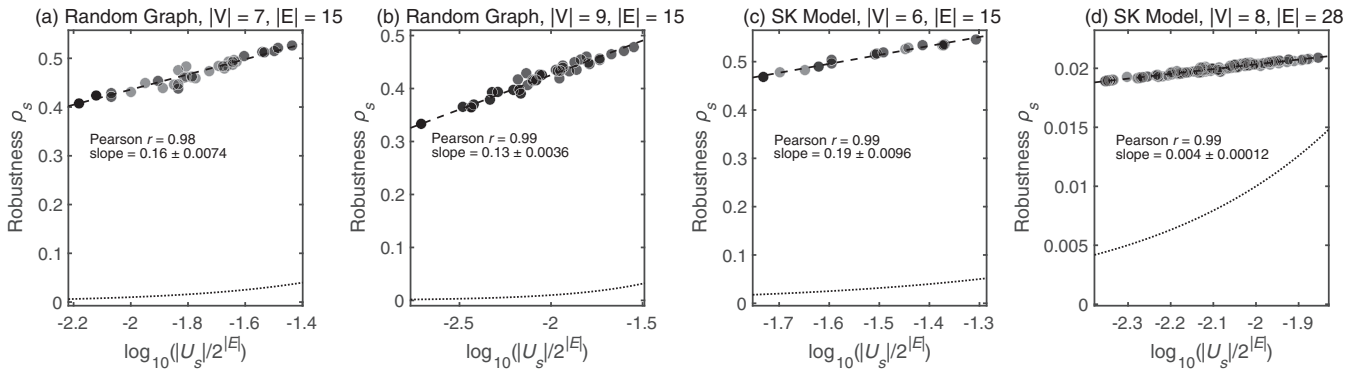 (a) Random Graph, |V| = 7, |E| = 15
Robustness ρ_s
0.5
0.4
0.3
0.2
0.1
0
Pearson r = 0.98
slope = 0.16 ± 0.0074
-2.2 -2 -1.8 -1.6 -1.4
log10(|U_s|/2^|E|)
(b) Random Graph, |V| = 9, |E| = 15
Robustness ρ_s
0.5
0.4
0.3
0.2
0.1
0
Pearson r = 0.99
slope = 0.13 ± 0.0036
-2.5 -2 -1.5
log10(|U_s|/2^|E|)
(c) SK Model, |V| = 6, |E| = 15
Robustness ρ_s
0.5
0.4
0.3
0.2
0.1
0
Pearson r = 0.99
slope = 0.19 ± 0.0096
-1.7 -1.6 -1.5 -1.4 -1.3
log10(|U_s|/2^|E|)
(d) SK Model, |V| = 8, |E| = 28
Robustness ρ_s
0.02
0.015
0.01
0.005
0
Pearson r = 0.99
slope = 0.004 ± 0.00012
-2.3 -2.2 -2.1 -2 -1.9
log10(|U_s|/2^|E|)